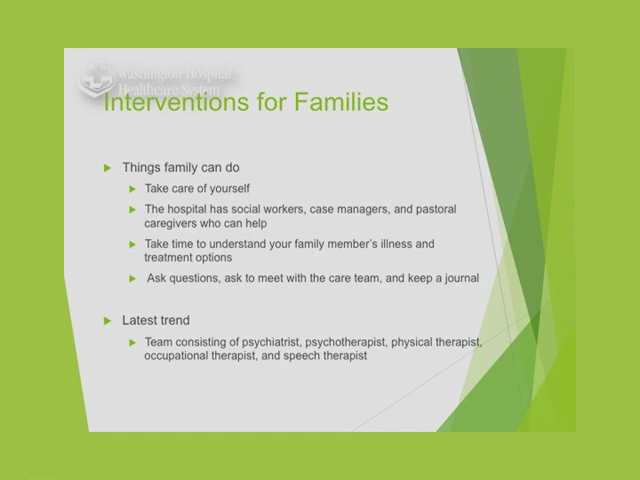 Washington Hospital
Healthcare System
Interventions for Families
Things family can do
Take care of yourself
The hospital has social workers, case managers, and pastoral
caregivers who can help
Take time to understand your family member's illness and
treatment options
Ask questions, ask to meet with the care team, and keep a journal
Latest trend
Team consisting of psychiatrist, psychotherapist, physical therapist,
occupational therapist, and speech therapist